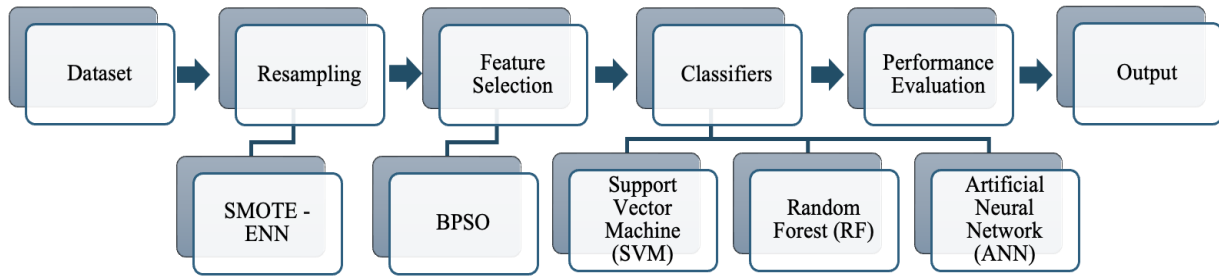 Dataset
Resampling
Feature
Selection
Classifiers
Performance
Evaluation
Output
SMOTE -
ENN
BPSO
Support
Vector
Machine
(SVM)
Random
Forest (RF)
Artificial
Neural
Network
(ANN)